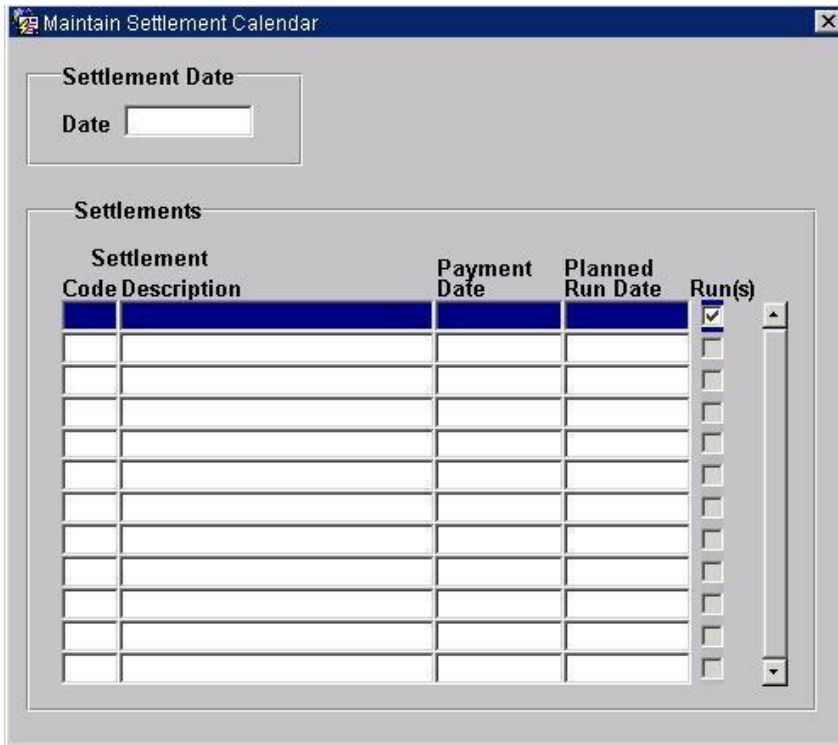 Maintain Settlement Calendar
Settlement Date
Date
Settlements
Settlement
Code Description
Payment Date
Planned Run Date
Run(s)